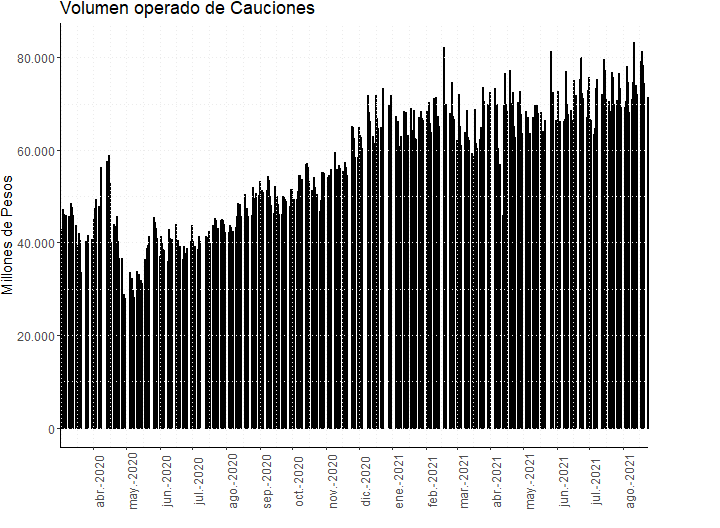 Volumen operado de Cauciones
Millones de Pesos
80.000
60.000
40.000
20.000
0
abr.-2020
may.-2020
jun.-2020
jul.-2020
ago.-2020
sep.-2020
oct.-2020
nov.-2020
dic.-2020
ene.-2021
feb.-2021
mar.-2021
abr.-2021
may.-2021
jun.-2021
jul.-2021
ago.-2021